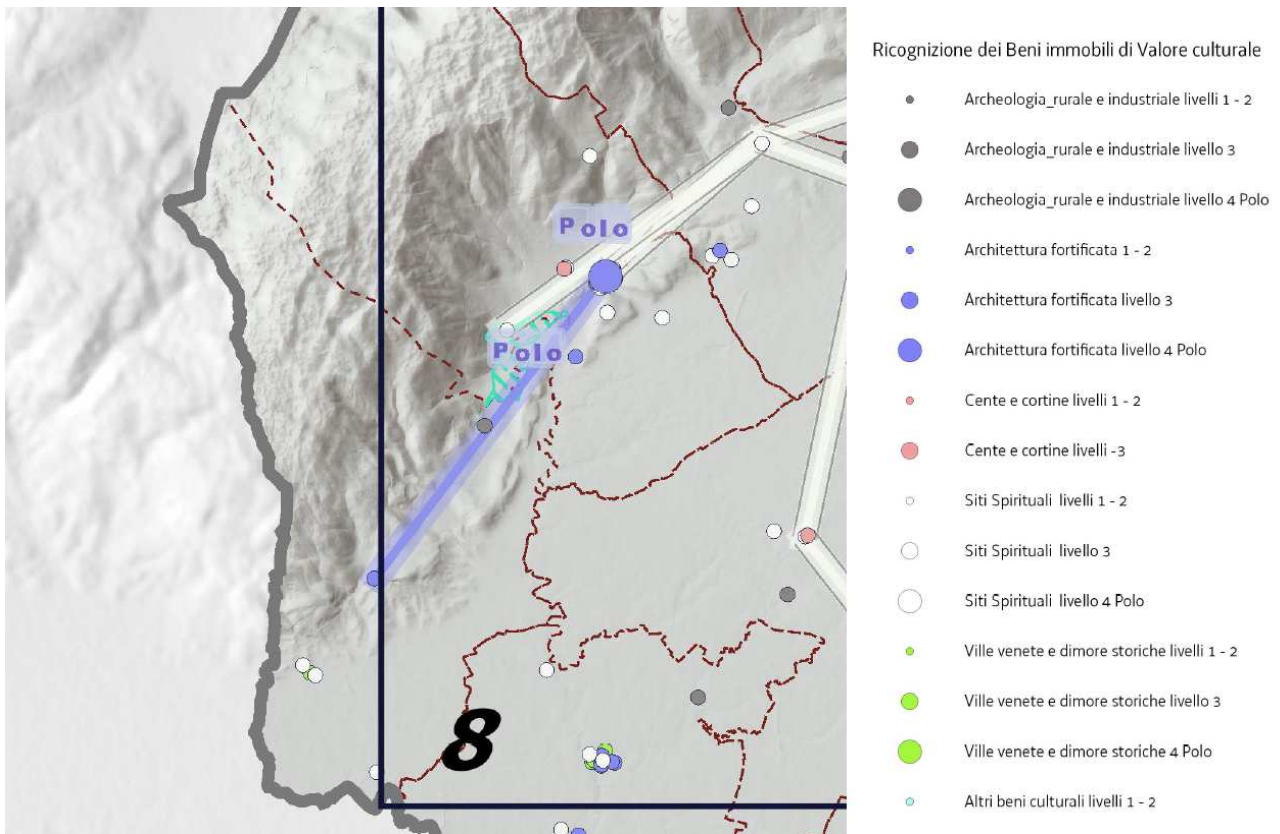 Polo
Polo
8
Ricognizione dei Beni immobili di Valore culturale
Archeologia_rurale e industriale livelli 1 - 2
Archeologia_rurale e industriale livello 3
Archeologia_rurale e industriale livello 4 Polo
Architettura fortificata 1 - 2
Architettura fortificata livello 3
Architettura fortificata livello 4 Polo
Cente e cortine livelli 1 - 2
Cente e cortine livelli -3
Siti Spirituali livelli 1 - 2
Siti Spirituali livello 3
Siti Spirituali livello 4 Polo
Ville venete e dimore storiche livelli 1 - 2
Ville venete e dimore storiche livello 3
Ville venete e dimore storiche 4 Polo
Altri beni culturali livelli 1 - 2